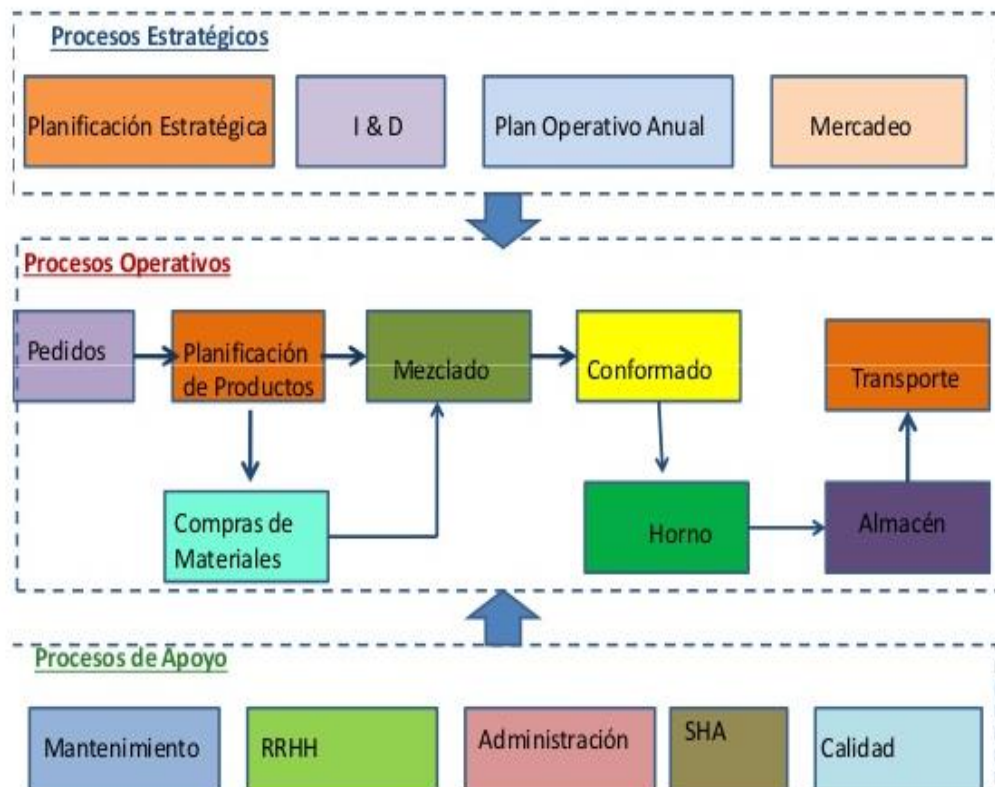 Procesos Estratégicos
Planificación Estratégica
I & D
Plan Operativo Anual
Mercadeo
Procesos Operativos
Pedidos
Planificación
de Productos
Mezclado
Conformado
Transporte
Compras de
Materiales
Horno
Almacén
Procesos de Apoyo
Mantenimiento
RRHH
Administración
SHA
Calidad